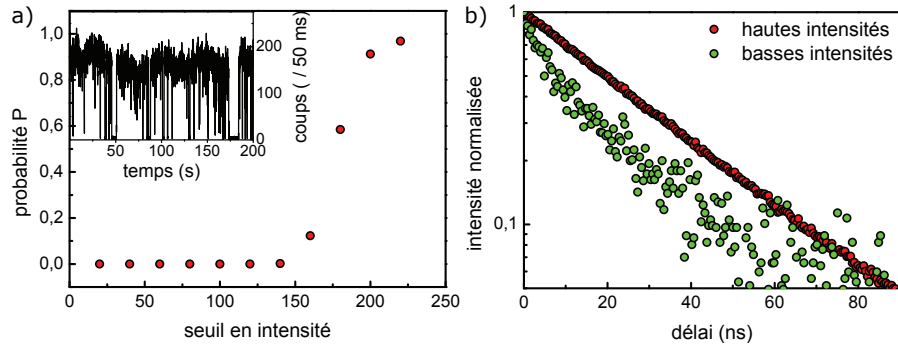 a)
probabilité P
1,0
0,8
0,6
0,4
0,2
0,0
0
50
100
150
200
250
seuil en intensité
200
100
0
coups ( / 50 ms)
50
100
150
200
temps (s)
b)
intensité normalisée
1
0,1
0
20
40
60
80
délai (ns)
hautes intensités
basses intensités